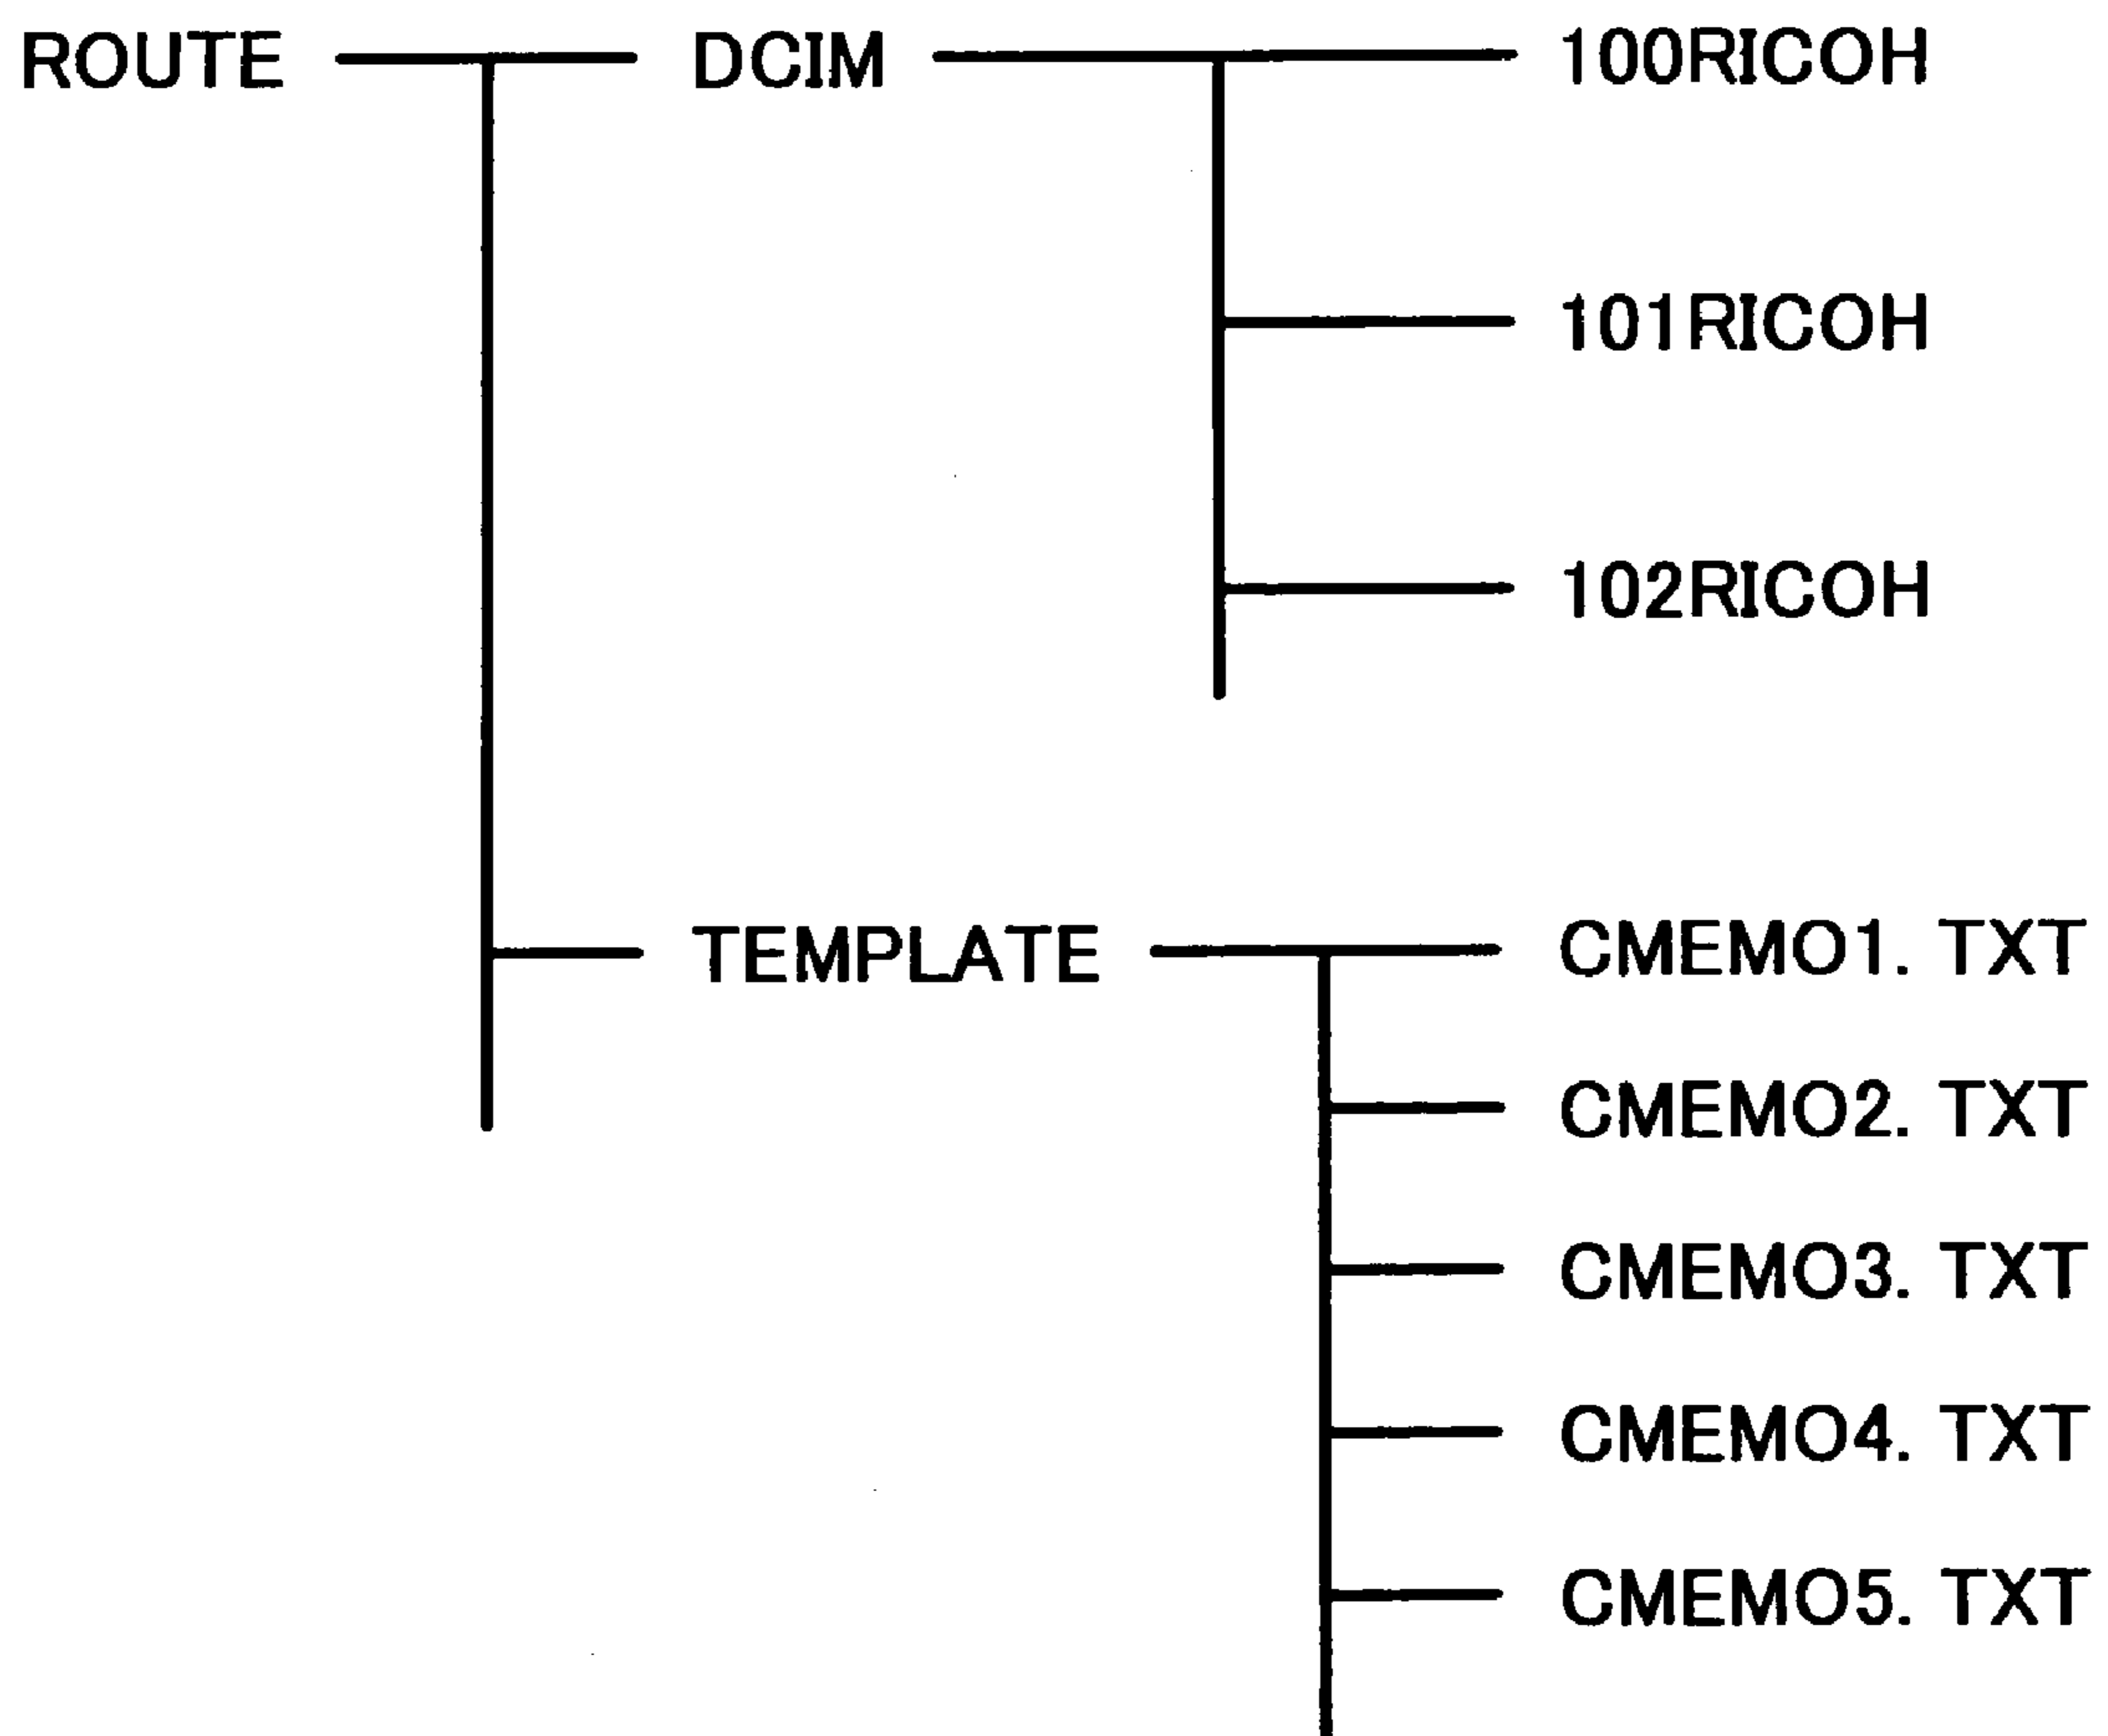 ROUTE DCIM 100RICOH
101RICOH
102RICOH
TEMPLATE CMEMO1. TXT
CMEMO2. TXT
CMEMO3. TXT
CMEMO4. TXT
CMEMO5. TXT